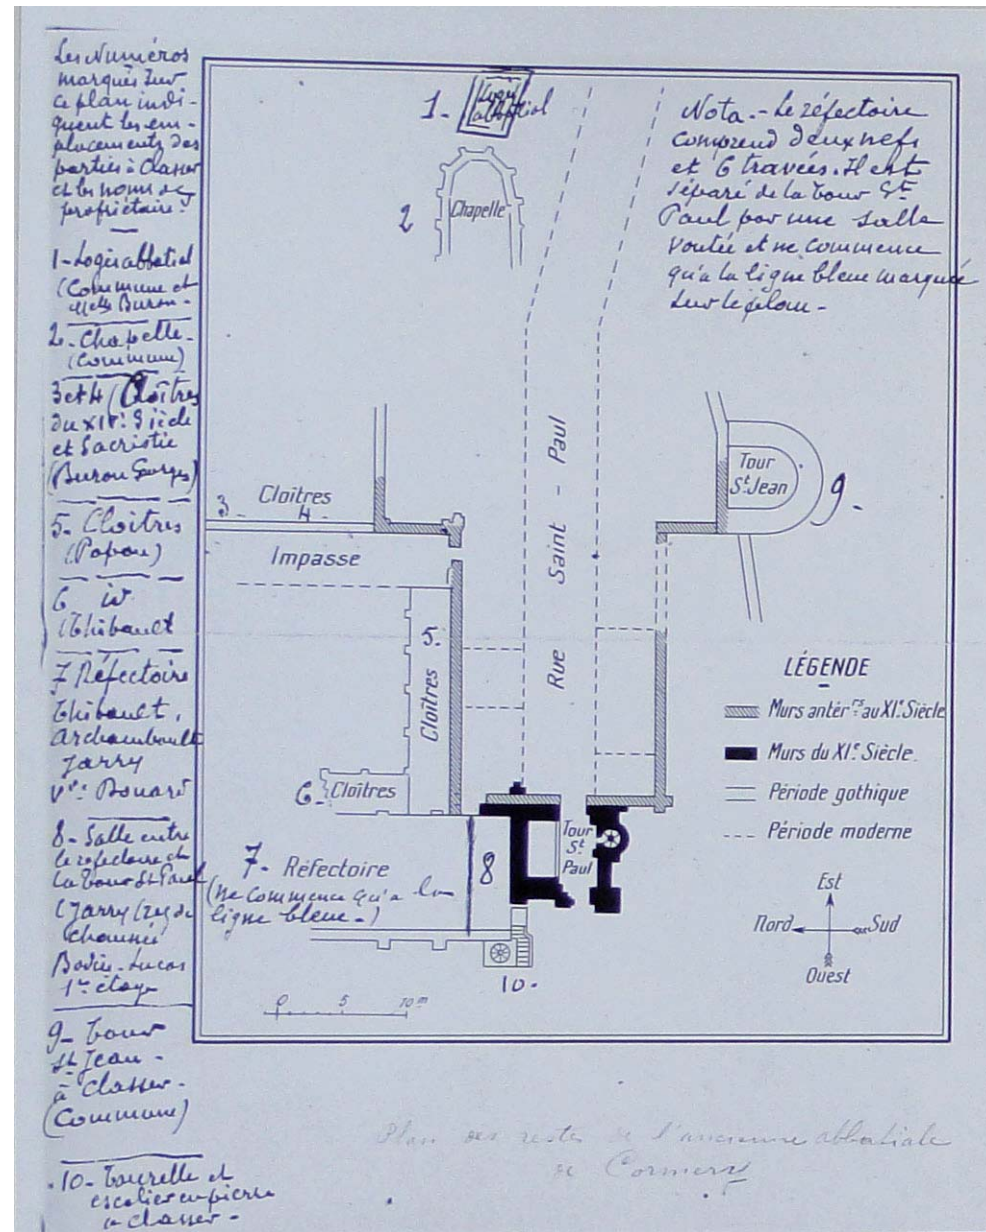 Les Numéros
marqués sur
ce plan indi-
quent les em-
placements des
parties à classer
et les noms de
propriétaires
1 - Logis abbatial
(Commune et
Buron -
2 - Chapelle -
(Commune)
3 et 4 (Cloîtres
du XIVe Siècle
et Sacristie
(Buron Georges)
5. Cloîtres
(Papou)
6 id
(Thibault
7 Réfectoire
Thibault,
Archambault
Jarry
Vve Bouard
8 - Salle entre
le réfectoire et
la tour St Paul
(Jarry (rez de
chaussée
Bodin - Lucas
1er étage
9 - Tour
St Jean -
à classer -
(Commune)
10 - Tourelle et
escalier en pierre
à classer -
1. Logis
abbatial
2 Chapelle
Nota. - Le réfectoire
comprend deux nefs
et 6 travées. Il est
séparé de la tour St.
Paul par une salle
voutée et ne commence
qu'à la ligne bleue marquée
sur le plan -
Rue Saint - Paul
Tour
St Jean
9 -
Cloîtres
3 - 4 -
Impasse
5.
Cloîtres
6 - Cloîtres
7 - Réfectoire
(ne commence qu'à la
ligne bleue -)
8
Tour
St
Paul
10 -
LÉGENDE
Murs antérrs au XIe Siècle
Murs du XIe Siècle.
Période gothique
Période moderne
Est
Nord Sud
Ouest
0 5 10m
Plan des restes de l'ancienne abbatiale
de Cormery